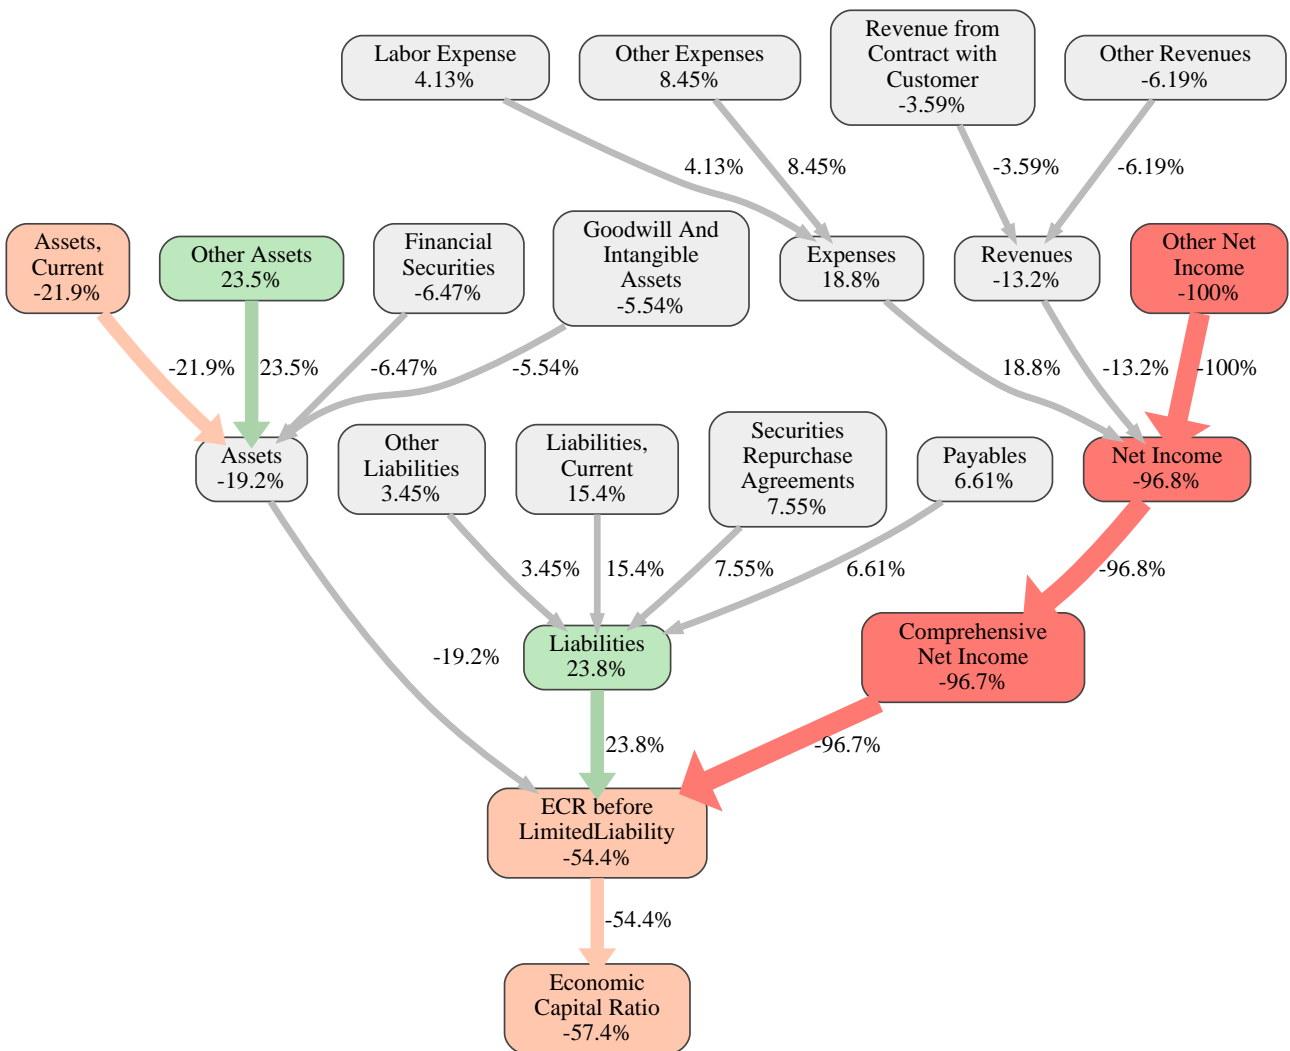 Labor Expense
4.13%
Other Expenses
8.45%
Revenue from
Contract with
Customer
-3.59%
Other Revenues
-6.19%
4.13%
8.45%
-3.59%
-6.19%
Assets,
Current
-21.9%
Other Assets
23.5%
Financial
Securities
-6.47%
Goodwill And
Intangible
Assets
-5.54%
Expenses
18.8%
Revenues
-13.2%
Other Net
Income
-100%
-21.9%
23.5%
-6.47%
-5.54%
18.8%
-13.2%
-100%
Assets
-19.2%
Other
Liabilities
3.45%
Liabilities,
Current
15.4%
Securities
Repurchase
Agreements
7.55%
Payables
6.61%
Net Income
-96.8%
3.45%
15.4%
7.55%
6.61%
-96.8%
-19.2%
Liabilities
23.8%
Comprehensive
Net Income
-96.7%
23.8%
-96.7%
ECR before
LimitedLiability
-54.4%
-54.4%
Economic
Capital Ratio
-57.4%